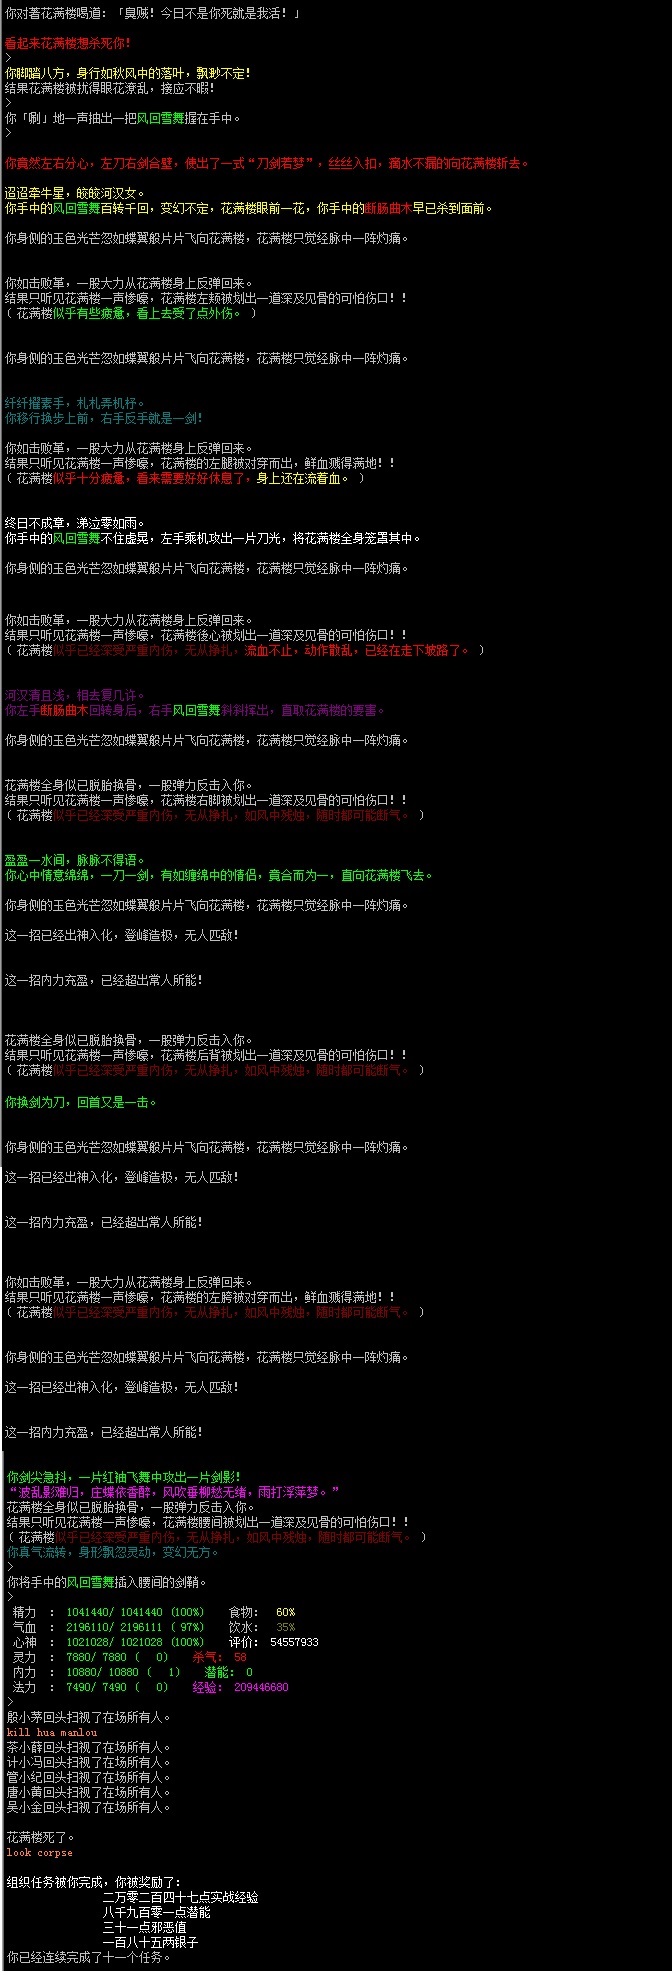 你对著花满楼喝道：「臭贼！今日不是你死就是我活！」
看起来花满楼想杀死你！
>
你脚踏八方，身行如秋风中的落叶，飘渺不定！
结果花满楼被扰得眼花潦乱，接应不暇！
>
你「唰」地一声抽出一把风回雪舞握在手中。
>
你竟然左右分心，左刀右剑合壁，使出了一式“刀剑若梦”，丝丝入扣，滴水不漏的向花满楼斩去。
迢迢牵牛星，皎皎河汉女。
你手中的风回雪舞百转千回，变幻不定，花满楼眼前一花，你手中的断肠曲木早已杀到面前。
你身侧的玉色光芒忽如蝶翼般片片飞向花满楼，花满楼只觉经脉中一阵灼痛。
你如击败革，一股大力从花满楼身上反弹回来。
结果只听见花满楼一声惨嚎，花满楼左颊被划出一道深及见骨的可怕伤口！！
（ 花满楼似乎有些疲惫，看上去受了点外伤。 ）
你身侧的玉色光芒忽如蝶翼般片片飞向花满楼，花满楼只觉经脉中一阵灼痛。
纤纤擢素手，札札弄机杼。
你移行换步上前，右手反手就是一剑！
你如击败革，一股大力从花满楼身上反弹回来。
结果只听见花满楼一声惨嚎，花满楼的左腿被对穿而出，鲜血溅得满地！！
（ 花满楼似乎十分疲惫，看来需要好好休息了，身上还在流着血。 ）
终日不成章，涕泣零如雨。
你手中的风回雪舞不住虚晃，左手乘机攻出一片刀光，将花满楼全身笼罩其中。
你身侧的玉色光芒忽如蝶翼般片片飞向花满楼，花满楼只觉经脉中一阵灼痛。
你如击败革，一股大力从花满楼身上反弹回来。
结果只听见花满楼一声惨嚎，花满楼後心被划出一道深及见骨的可怕伤口！！
（ 花满楼似乎已经深受严重内伤，无从挣扎，流血不止，动作散乱，已经在走下坡路了。 ）
河汉清且浅，相去复几许。
你左手断肠曲木回转身后，右手风回雪舞斜斜挥出，直取花满楼的要害。
你身侧的玉色光芒忽如蝶翼般片片飞向花满楼，花满楼只觉经脉中一阵灼痛。
花满楼全身似已脱胎换骨，一股弹力反击入你。
结果只听见花满楼一声惨嚎，花满楼右脚被划出一道深及见骨的可怕伤口！！
（ 花满楼似乎已经深受严重内伤，无从挣扎，如风中残烛，随时都可能断气。 ）
盈盈一水间，脉脉不得语。
你心中情意绵绵，一刀一剑，有如缠绵中的情侣，竟合而为一，直向花满楼飞去。
你身侧的玉色光芒忽如蝶翼般片片飞向花满楼，花满楼只觉经脉中一阵灼痛。
这一招已经出神入化，登峰造极，无人匹敌！
这一招内力充盈，已经超出常人所能！
花满楼全身似已脱胎换骨，一股弹力反击入你。
结果只听见花满楼一声惨嚎，花满楼后背被划出一道深及见骨的可怕伤口！！
（ 花满楼似乎已经深受严重内伤，无从挣扎，如风中残烛，随时都可能断气。 ）
你换剑为刀，回首又是一击。
你身侧的玉色光芒忽如蝶翼般片片飞向花满楼，花满楼只觉经脉中一阵灼痛。
这一招已经出神入化，登峰造极，无人匹敌！
这一招内力充盈，已经超出常人所能！
你如击败革，一股大力从花满楼身上反弹回来。
结果只听见花满楼一声惨嚎，花满楼的左胯被对穿而出，鲜血溅得满地！！
（ 花满楼似乎已经深受严重内伤，无从挣扎，如风中残烛，随时都可能断气。 ）
你身侧的玉色光芒忽如蝶翼般片片飞向花满楼，花满楼只觉经脉中一阵灼痛。
这一招已经出神入化，登峰造极，无人匹敌！
这一招内力充盈，已经超出常人所能！
你剑尖急抖，一片红袖飞舞中攻出一片剑影！
“波乱影难归，庄蝶依香醉，风吹垂柳愁无绪，雨打浮萍梦。”
花满楼全身似已脱胎换骨，一股弹力反击入你。
结果只听见花满楼一声惨嚎，花满楼腰间被划出一道深及见骨的可怕伤口！！
（ 花满楼似乎已经深受严重内伤，无从挣扎，如风中残烛，随时都可能断气。 ）
你真气流转，身形飘忽灵动，变幻无方。
>
你将手中的风回雪舞插入腰间的剑鞘。
>
精力 ： 1041440/ 1041440 (100%) 食物: 60%
气血 ： 2196110/ 2196111 ( 97%) 饮水: 35%
心神 ： 1021028/ 1021028 (100%) 评价: 54557933
灵力 ： 7880/ 7880 ( 0) 杀气: 58
内力 ： 10880/ 10880 ( 1) 潜能: 0
法力 ： 7490/ 7490 ( 0) 经验: 209446680
>
殷小茅回头扫视了在场所有人。
kill hua manlou
茶小薛回头扫视了在场所有人。
计小冯回头扫视了在场所有人。
管小纪回头扫视了在场所有人。
唐小黄回头扫视了在场所有人。
吴小金回头扫视了在场所有人。
花满楼死了。
look corpse
组织任务被你完成，你被奖励了：
二万零二百四十七点实战经验
八千九百零一点潜能
三十一点邪恶值
一百八十五两银子
你已经连续完成了十一个任务。